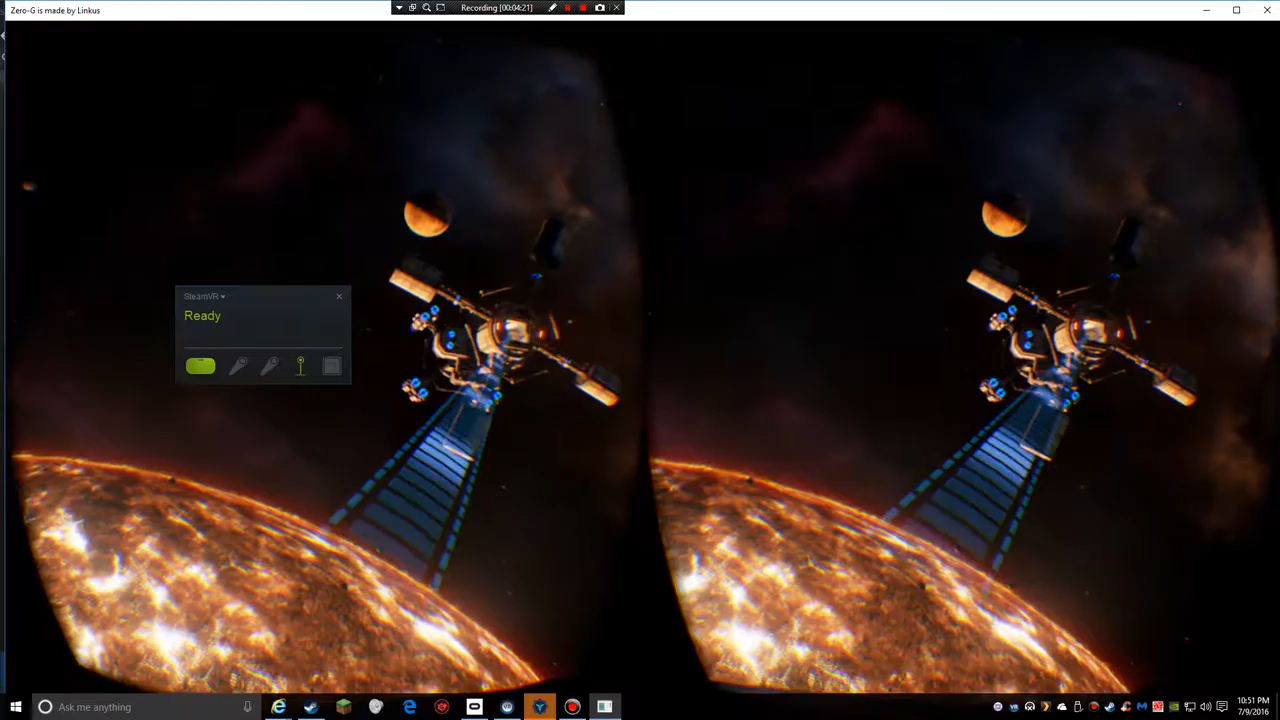 Zero-G is made by Linkus
Recording [00:04:21]
SteamVR
Ready
Ask me anything
10:51 PM
7/9/2016